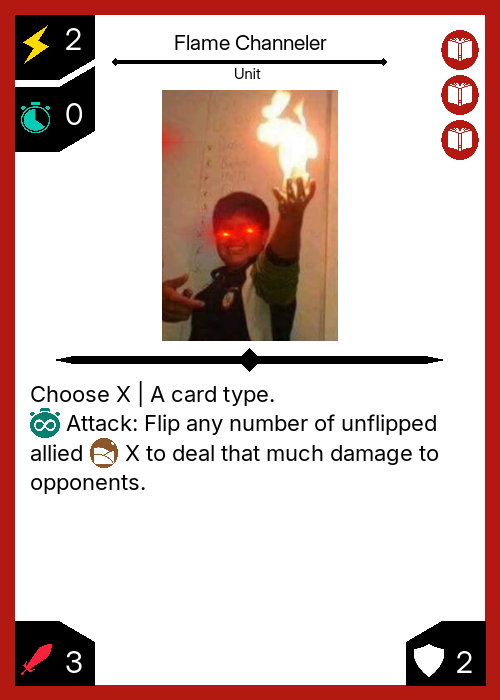 2
Flame Channeler
Unit
0
Choose X | A card type.
Attack: Flip any number of unflipped
allied X to deal that much damage to
opponents.
3
2